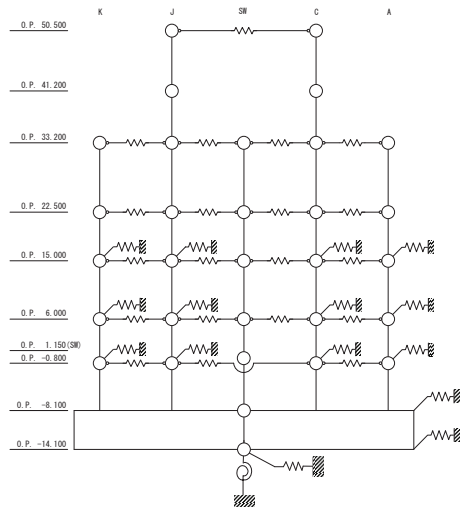 K J SW C A
O.P. 50.500
O.P. 41.200
O.P. 33.200
O.P. 22.500
O.P. 15.000
O.P. 6.000
O.P. 1.150(SW)
O.P. -0.800
O.P. -8.100
O.P. -14.100